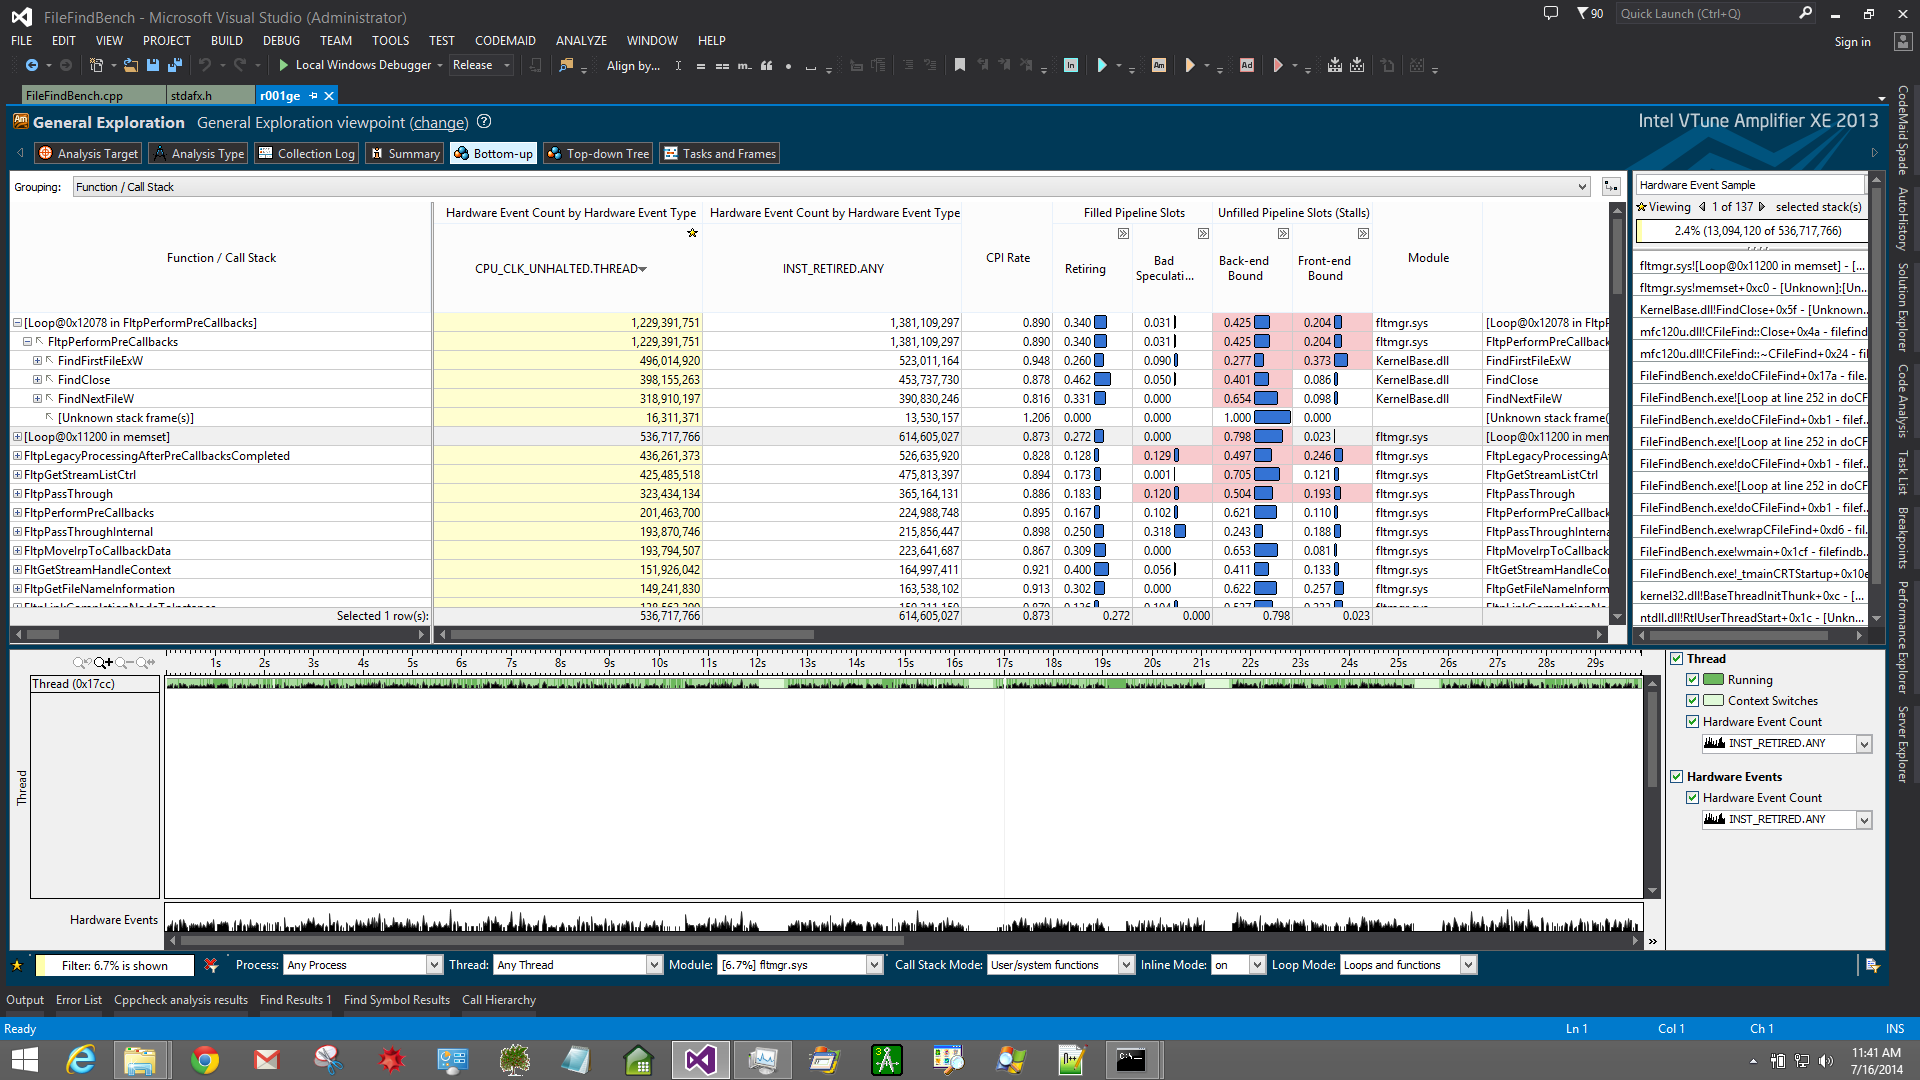 FileFindBench - Microsoft Visual Studio (Administrator)
90
Quick Launch (Ctrl+Q)
FILE EDIT VIEW PROJECT BUILD DEBUG TEAM TOOLS TEST CODEMAID ANALYZE WINDOW HELP
Sign in
Local Windows Debugger Release Align by...
FileFindBench.cpp stdafx.h r001ge
General Exploration General Exploration viewpoint (change)
Intel VTune Amplifier XE 2013
Analysis Target Analysis Type Collection Log Summary Bottom-up Top-down Tree Tasks and Frames
Grouping: Function / Call Stack
Function / Call Stack
Hardware Event Count by Hardware Event Type Hardware Event Count by Hardware Event Type Filled Pipeline Slots Unfilled Pipeline Slots (Stalls)
CPU_CLK_UNHALTED.THREAD INST_RETIRED.ANY CPI Rate Retiring Bad Speculati... Back-end Bound Front-end Bound Module
[Loop@0x12078 in FltpPerformPreCallbacks] 1,229,391,751 1,381,109,297 0.890 0.340 0.031 0.425 0.204 fltmgr.sys [Loop@0x12078 in FltpP
FltpPerformPreCallbacks 1,229,391,751 1,381,109,297 0.890 0.340 0.031 0.425 0.204 fltmgr.sys FltpPerformPreCallback
FindFirstFileExW 496,014,920 523,011,164 0.948 0.260 0.090 0.277 0.373 KernelBase.dll FindFirstFileExW
FindClose 398,155,263 453,737,730 0.878 0.462 0.050 0.401 0.086 KernelBase.dll FindClose
FindNextFileW 318,910,197 390,830,246 0.816 0.331 0.000 0.654 0.098 KernelBase.dll FindNextFileW
[Unknown stack frame(s)] 16,311,371 13,530,157 1.206 0.000 0.000 1.000 0.000 [Unknown stack frame(
[Loop@0x11200 in memset] 536,717,766 614,605,027 0.873 0.272 0.000 0.798 0.023 fltmgr.sys [Loop@0x11200 in mem
FltpLegacyProcessingAfterPreCallbacksCompleted 436,261,373 526,635,920 0.828 0.128 0.129 0.497 0.246 fltmgr.sys FltpLegacyProcessingAf
FltpGetStreamListCtrl 425,485,518 475,813,397 0.894 0.173 0.001 0.705 0.121 fltmgr.sys FltpGetStreamListCtrl
FltpPassThrough 323,434,134 365,164,131 0.886 0.183 0.120 0.504 0.193 fltmgr.sys FltpPassThrough
FltpPerformPreCallbacks 201,463,700 224,988,748 0.895 0.167 0.102 0.621 0.110 fltmgr.sys FltpPerformPreCallback
FltpPassThroughInternal 193,870,746 215,856,447 0.898 0.250 0.318 0.243 0.188 fltmgr.sys FltpPassThroughInterna
FltpMoveIrpToCallbackData 193,794,507 223,641,687 0.867 0.309 0.000 0.653 0.081 fltmgr.sys FltpMoveIrpToCallback
FltGetStreamHandleContext 151,926,042 164,997,411 0.921 0.400 0.056 0.411 0.133 fltmgr.sys FltGetStreamHandleCo
FltpGetFileNameInformation 149,241,830 163,538,102 0.913 0.302 0.000 0.622 0.257 fltmgr.sys FltpGetFileNameInform
Selected 1 row(s): 536,717,766 614,605,027 0.873 0.272 0.000 0.798 0.023
Hardware Event Sample
Viewing 1 of 137 selected stack(s)
2.4% (13,094,120 of 536,717,766)
fltmgr.sys![Loop@0x11200 in memset] - [...
fltmgr.sys!memset+0xc0 - [Unknown]:[Un...
KernelBase.dll!FindClose+0x5f - [Unknown...
mfc120u.dll!CFileFind::Close+0x4a - filefind
mfc120u.dll!CFileFind::~CFileFind+0x24 - fil
FileFindBench.exe!doCFileFind+0x17a - file.
FileFindBench.exe![Loop at line 252 in doCF
FileFindBench.exe!doCFileFind+0xb1 - filef..
FileFindBench.exe![Loop at line 252 in doCF
FileFindBench.exe!doCFileFind+0xb1 - filef..
FileFindBench.exe![Loop at line 252 in doCF
FileFindBench.exe!doCFileFind+0xb1 - filef..
FileFindBench.exe!wrapCFileFind+0xd6 - fil.
FileFindBench.exe!wmain+0x1cf - filefindb..
FileFindBench.exe!_tmainCRTStartup+0x10e
kernel32.dll!BaseThreadInitThunk+0xc - [...
ntdll.dll!RtlUserThreadStart+0x1c - [Unkn...
CodeMaid Spade
AutoHistory
Solution Explorer
Code Analysis
Task List
Breakpoints
Performance Explorer
Server Explorer
1s 2s 3s 4s 5s 6s 7s 8s 9s 10s 11s 12s 13s 14s 15s 16s 17s 18s 19s 20s 21s 22s 23s 24s 25s 26s 27s 28s 29s
Thread (0x17cc)
Thread
Hardware Events
Thread
Running
Context Switches
Hardware Event Count
INST_RETIRED.ANY
Hardware Events
Hardware Event Count
INST_RETIRED.ANY
Filter: 6.7% is shown Process: Any Process Thread: Any Thread Module: [6.7%] fltmgr.sys Call Stack Mode: User/system functions Inline Mode: on Loop Mode: Loops and functions
Output Error List Cppcheck analysis results Find Results 1 Find Symbol Results Call Hierarchy
Ready Ln 1 Col 1 Ch 1 INS
11:41 AM
7/16/2014